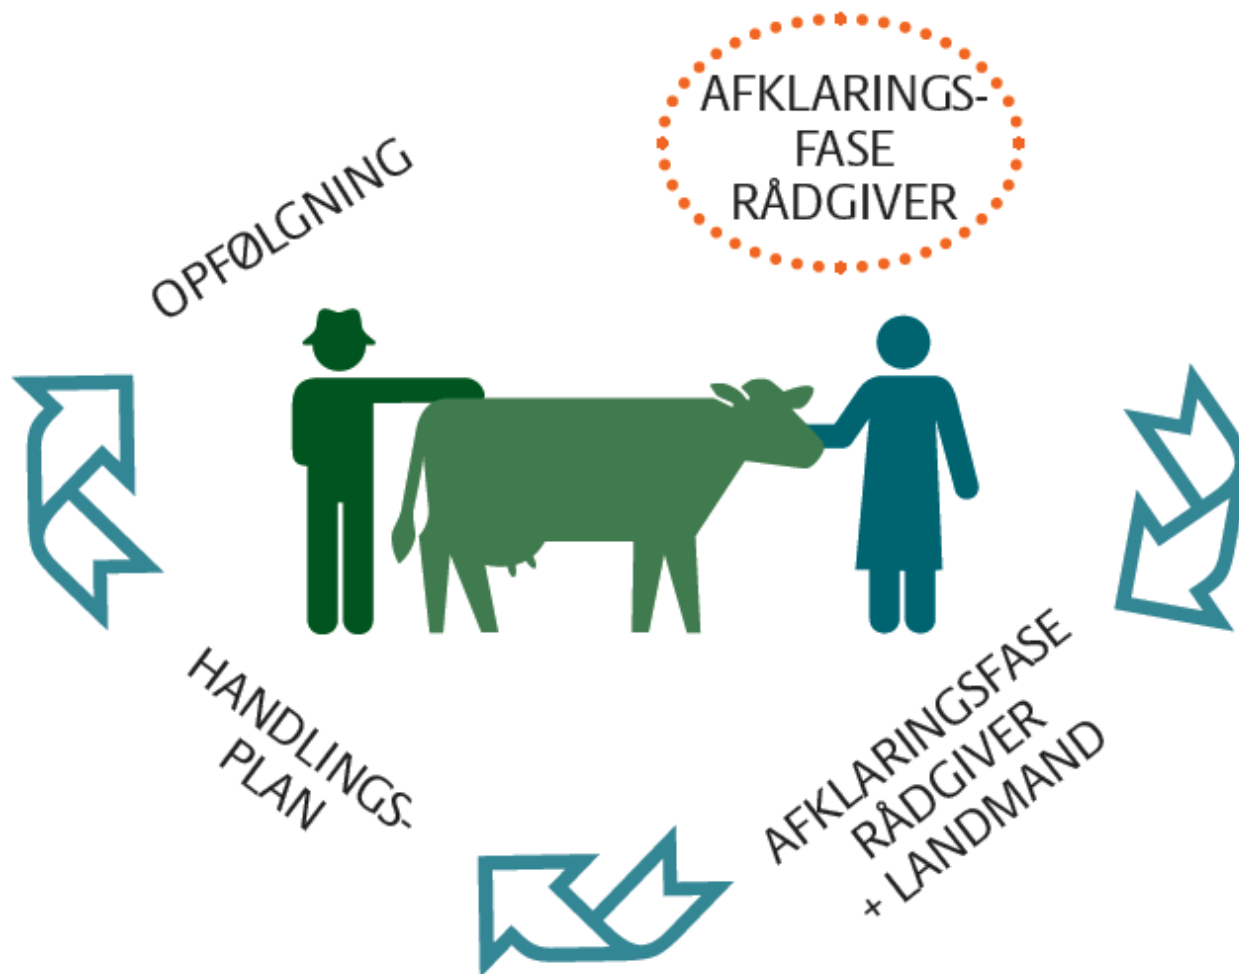 AFKLARINGS-
FASE
RÅDGIVER
OPFØLGNING
AFKLARINGSFASE
RÅDGIVER
+ LANDMAND
HANDLINGS-
PLAN